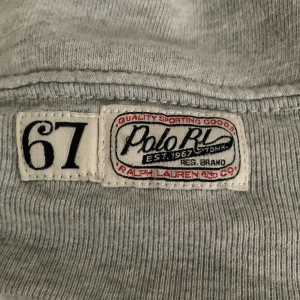 67
QUALITY SPORTING GOODS
Polo RL
EST. 1967
REG. BRAND
RALPH LAUREN AND CO.